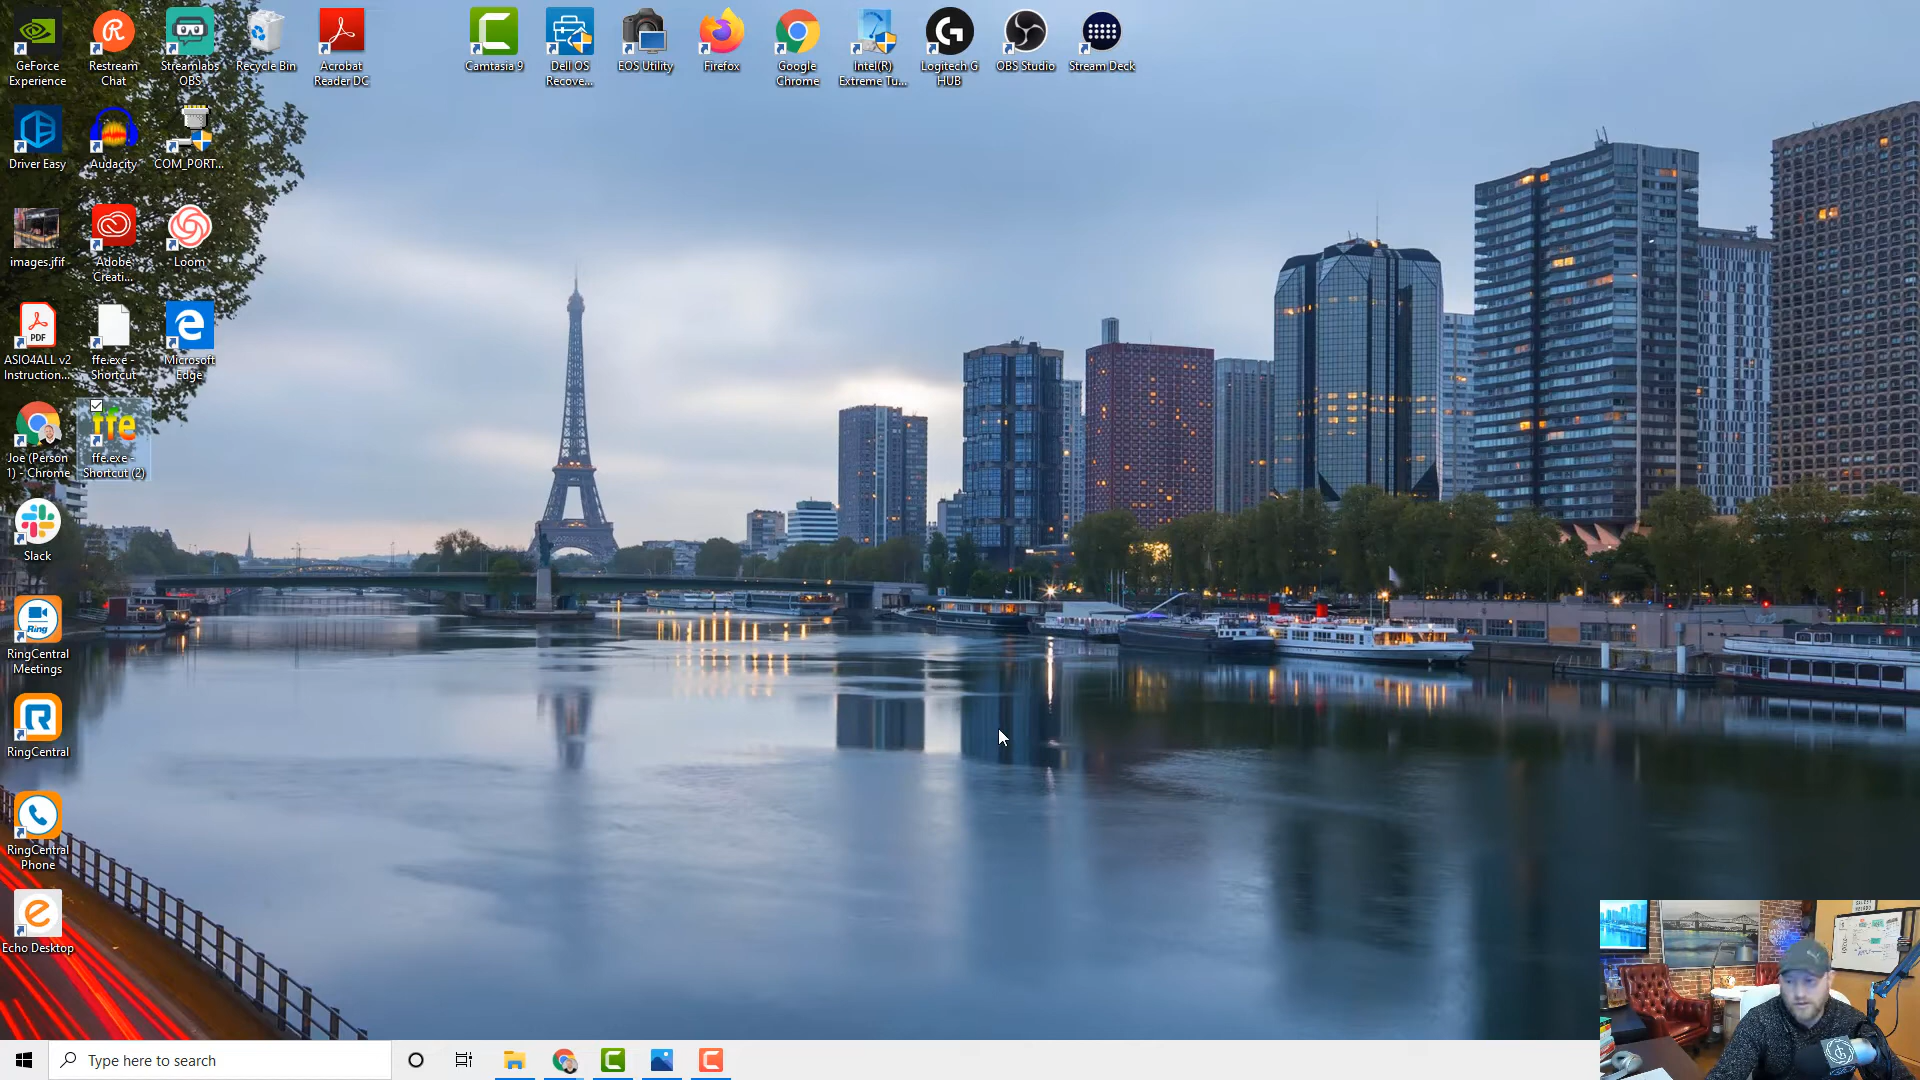 GeForce
Experience
Restream
Chat
Streamlabs
OBS
Recycle Bin
Acrobat
Reader DC
Camtasia 9
Dell OS
Recove...
EOS Utility
Firefox
Google
Chrome
Intel(R)
Extreme Tu...
Logitech G
HUB
OBS Studio
Stream Deck
Driver Easy
Audacity
COM_PORT...
images.jfif
Adobe
Creati...
Loom
PDF
ASIO4ALL v2
Instruction...
ffe.exe -
Shortcut
Microsoft
Edge
Joe (Person
1) - Chrome
ffe
ffe.exe -
Shortcut (2)
Slack
Ring
RingCentral
Meetings
RingCentral
RingCentral
Phone
Echo Desktop
Type here to search